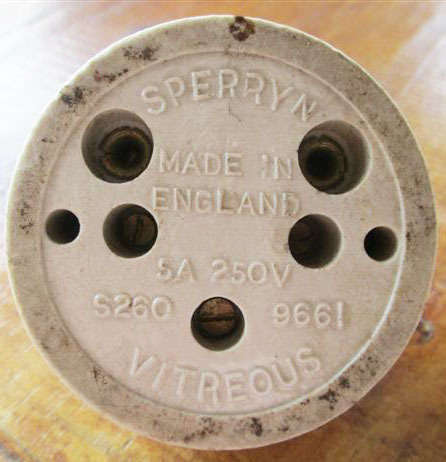 SPERRYN
MADE IN
ENGLAND
5A 250V
S260 9661
VITREOUS